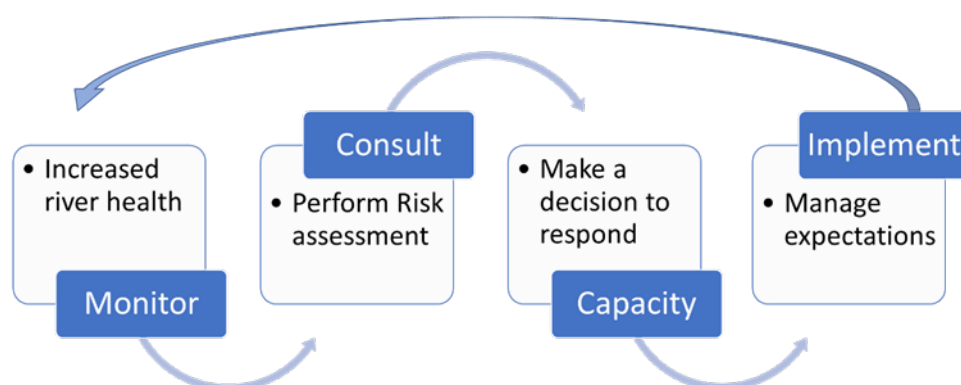 • Increased
river health
Monitor
Consult
• Perform Risk
assessment
• Make a
decision to
respond
Capacity
Implement
• Manage
expectations